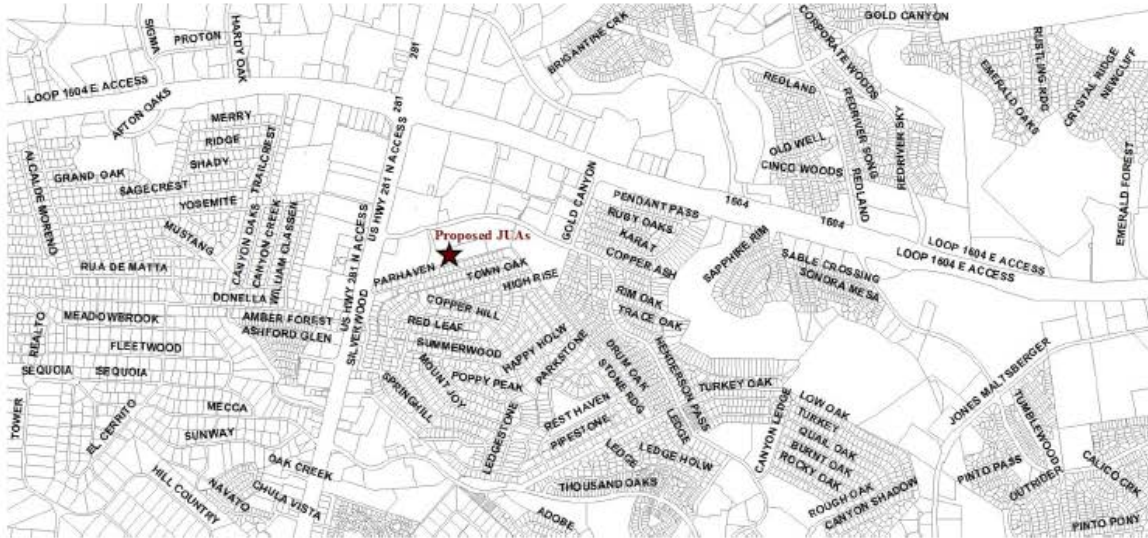 SIGMA
PROTON
HARDY OAK
LOOP 1604 E ACCESS
AFTON OAKS
281
281
US HWY 281 N ACCESS
BRIGANTINE CRK
CORPORATE WOODS
GOLD CANYON
REDLAND
REDRIVER SONG
REDRIVER SKY
OLD WELL
CINCO WOODS
REDLAND
EMERALD OAKS
RUSTLING RDG
CRYSTAL RIDGE
NEWCLIFF
EMERALD FOREST
MERRY
RIDGE
SHADY
GRAND OAK
SAGECREST
YOSEMITE
MUSTANG
ALCALDE MORENO
TRAILCREST
CANYON OAKS
CANYON CREEK
WILLIAM CLASSEN
RUA DE MATTA
DONELLA
MEADOWBROOK
AMBER FOREST
ASHFORD GLEN
FLEETWOOD
REALTO
SEQUOIA
SEQUOIA
TOWER
EL CERRITO
MECCA
SUNWAY
HILL COUNTRY
NAVATO
CHULA VISTA
OAK CREEK
US HWY 281 N ACCESS
SILVERWOOD
Proposed JUAs
PARHAVEN
TOWN OAK
HIGH RISE
COPPER HILL
RED LEAF
SUMMERWOOD
MOUNT JOY
POPPY PEAK
SPRINGHILL
HAPPY HOLW
PARKSTONE
LEDGESTONE
REST HAVEN
PIPESTONE
DRUM OAK
STONE RDG
LEDGE
LEDGE
LEDGE HOLW
THOUSAND OAKS
ADOBE
GOLD CANYON
PENDANT PASS
RUBY OAKS
KARAT
COPPER ASH
RIM OAK
TRACE OAK
HENDERSON PASS
1604
1604
SAPPHIRE RIM
SABLE CROSSING
SONORA MESA
LOOP 1604 E ACCESS
LOOP 1604 E ACCESS
TURKEY OAK
CANYON LEDGE
LOW OAK
TURKEY
QUAIL OAK
BURNT OAK
ROCKY OAK
ROUGH OAK
CANYON SHADOW
JONES MALTSBERGER
TUMBLEWOOD
PINTO PASS
OUTRIDER
CALICO CRK
PINTO PONY